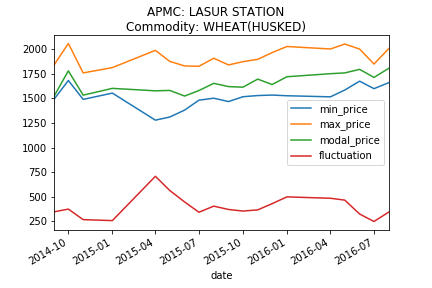 APMC: LASUR STATION
Commodity: WHEAT(HUSKED)
2000
1750
1500
1250
1000
750
500
250
min_price
max_price
modal_price
fluctuation
2014-10
2015-01
2015-04
2015-07
2015-10
2016-01
2016-04
2016-07
date